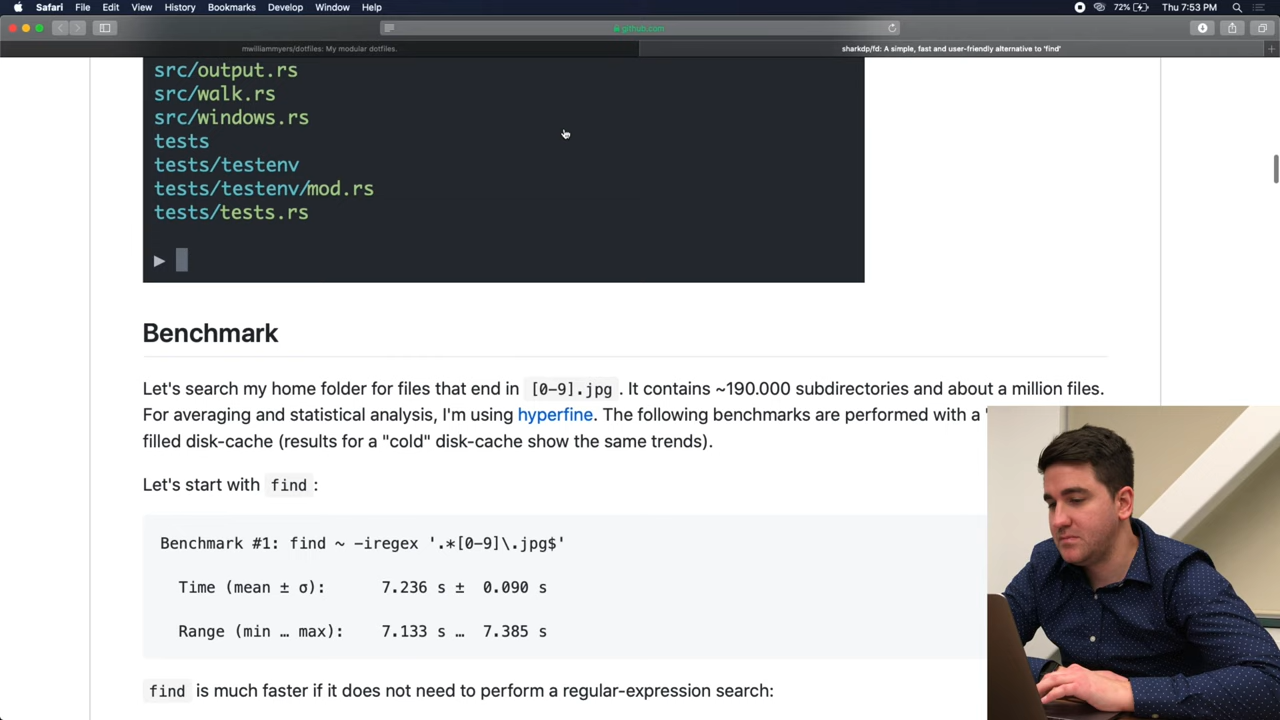 Safari File Edit View History Bookmarks Develop Window Help 72% Thu 7:53 PM
github.com
mwilliammyers/dotfiles: My modular dotfiles. sharkdp/fd: A simple, fast and user-friendly alternative to 'find'
src/output.rs
src/walk.rs
src/windows.rs
tests
tests/testenv
tests/testenv/mod.rs
tests/tests.rs
Benchmark
Let's search my home folder for files that end in [0-9].jpg . It contains ~190.000 subdirectories and about a million files.
For averaging and statistical analysis, I'm using hyperfine. The following benchmarks are performed with a
filled disk-cache (results for a "cold" disk-cache show the same trends).
Let's start with find :
Benchmark #1: find ~ -iregex '.*[0-9]\.jpg$'
Time (mean ± σ): 7.236 s ± 0.090 s
Range (min … max): 7.133 s … 7.385 s
find is much faster if it does not need to perform a regular-expression search: